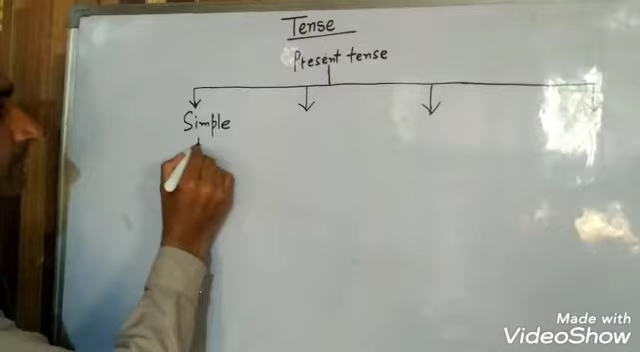 Tense
Present tense
Simple
Made with
VideoShow